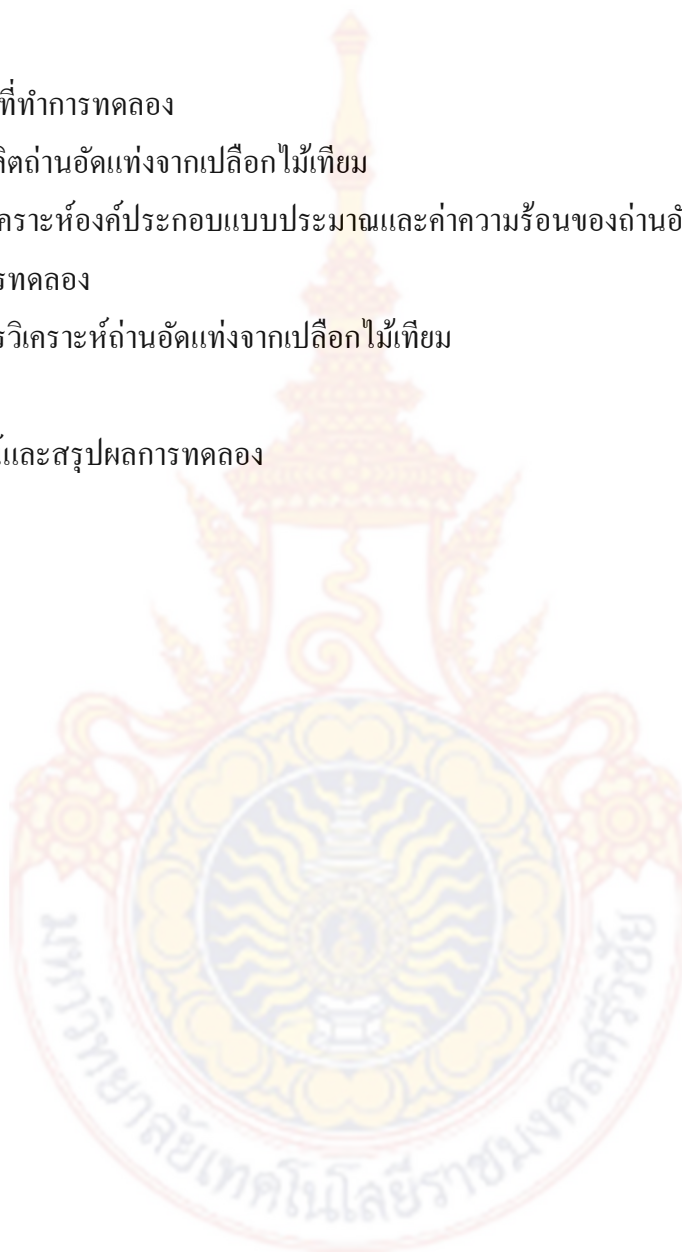 ที่ทำการทดลอง
ลิตถ่านอัดแท่งจากเปลือกไม้เทียม
คราะห์องค์ประกอบแบบประมาณและค่าความร้อนของถ่านอั
รทดลอง
รวิเคราะห์ถ่านอัดแท่งจากเปลือกไม้เทียม
และสรุปผลการทดลอง
มหาวิทยาลัยเทคโนโลยีราชมงคลศรีวิชัย